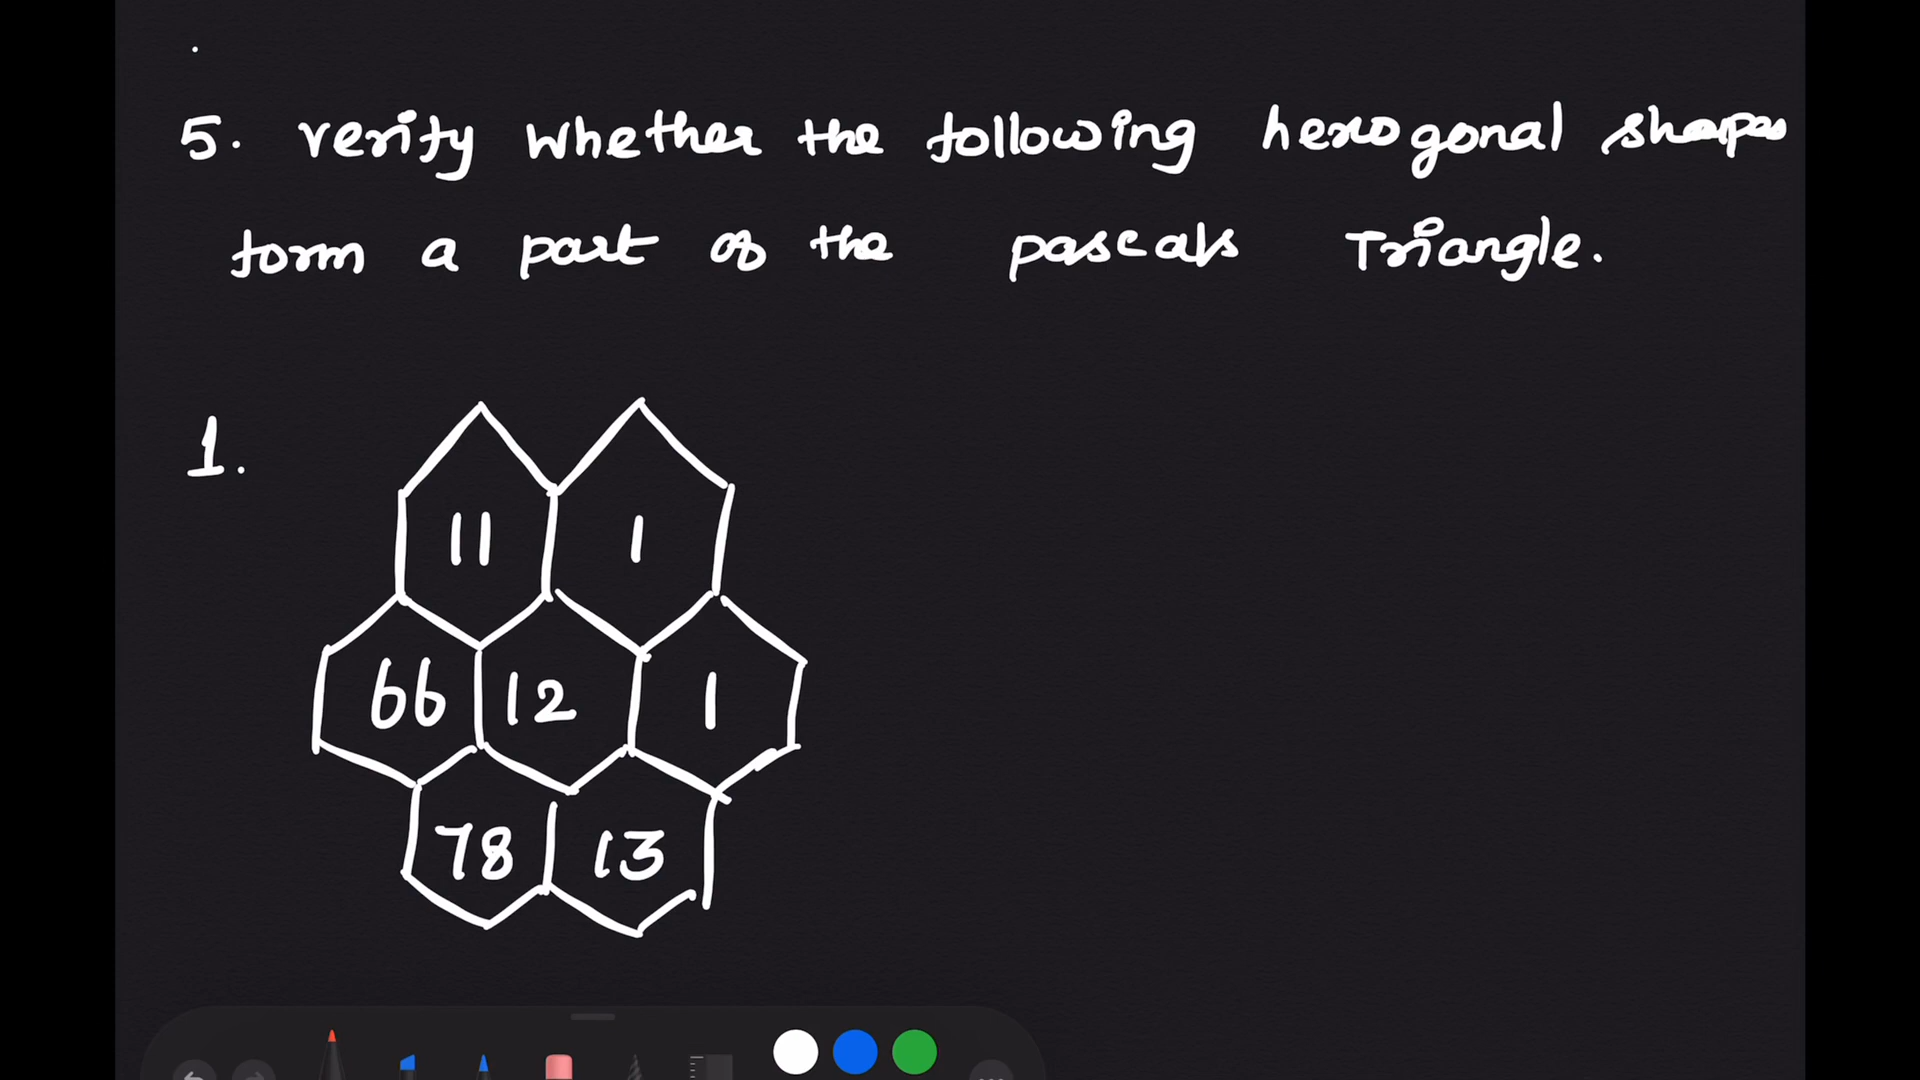 5. verify whether the following hexogonal shapes
form a part of the pascals Triangle.
1.
11 1
66 12 1
78 13